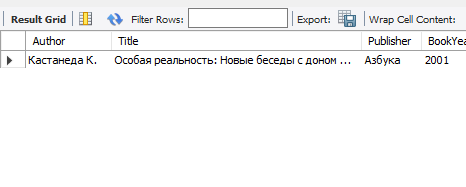 Result Grid Filter Rows: Export: Wrap Cell Content:
Author Title Publisher BookYea
Кастанеда К. Особая реальность: Новые беседы с доном ... Азбука 2001